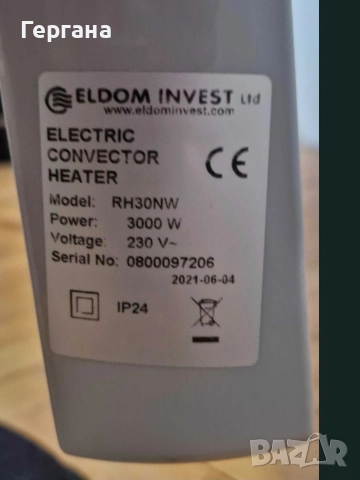 Гергана
ELDOM INVEST Ltd
www.eldominvest.com
ELECTRIC
CONVECTOR
HEATER
CE
Model: RH30NW
Power: 3000 W
Voltage: 230 V~
Serial No: 0800097206
2021-06-04
IP24
BAZAR